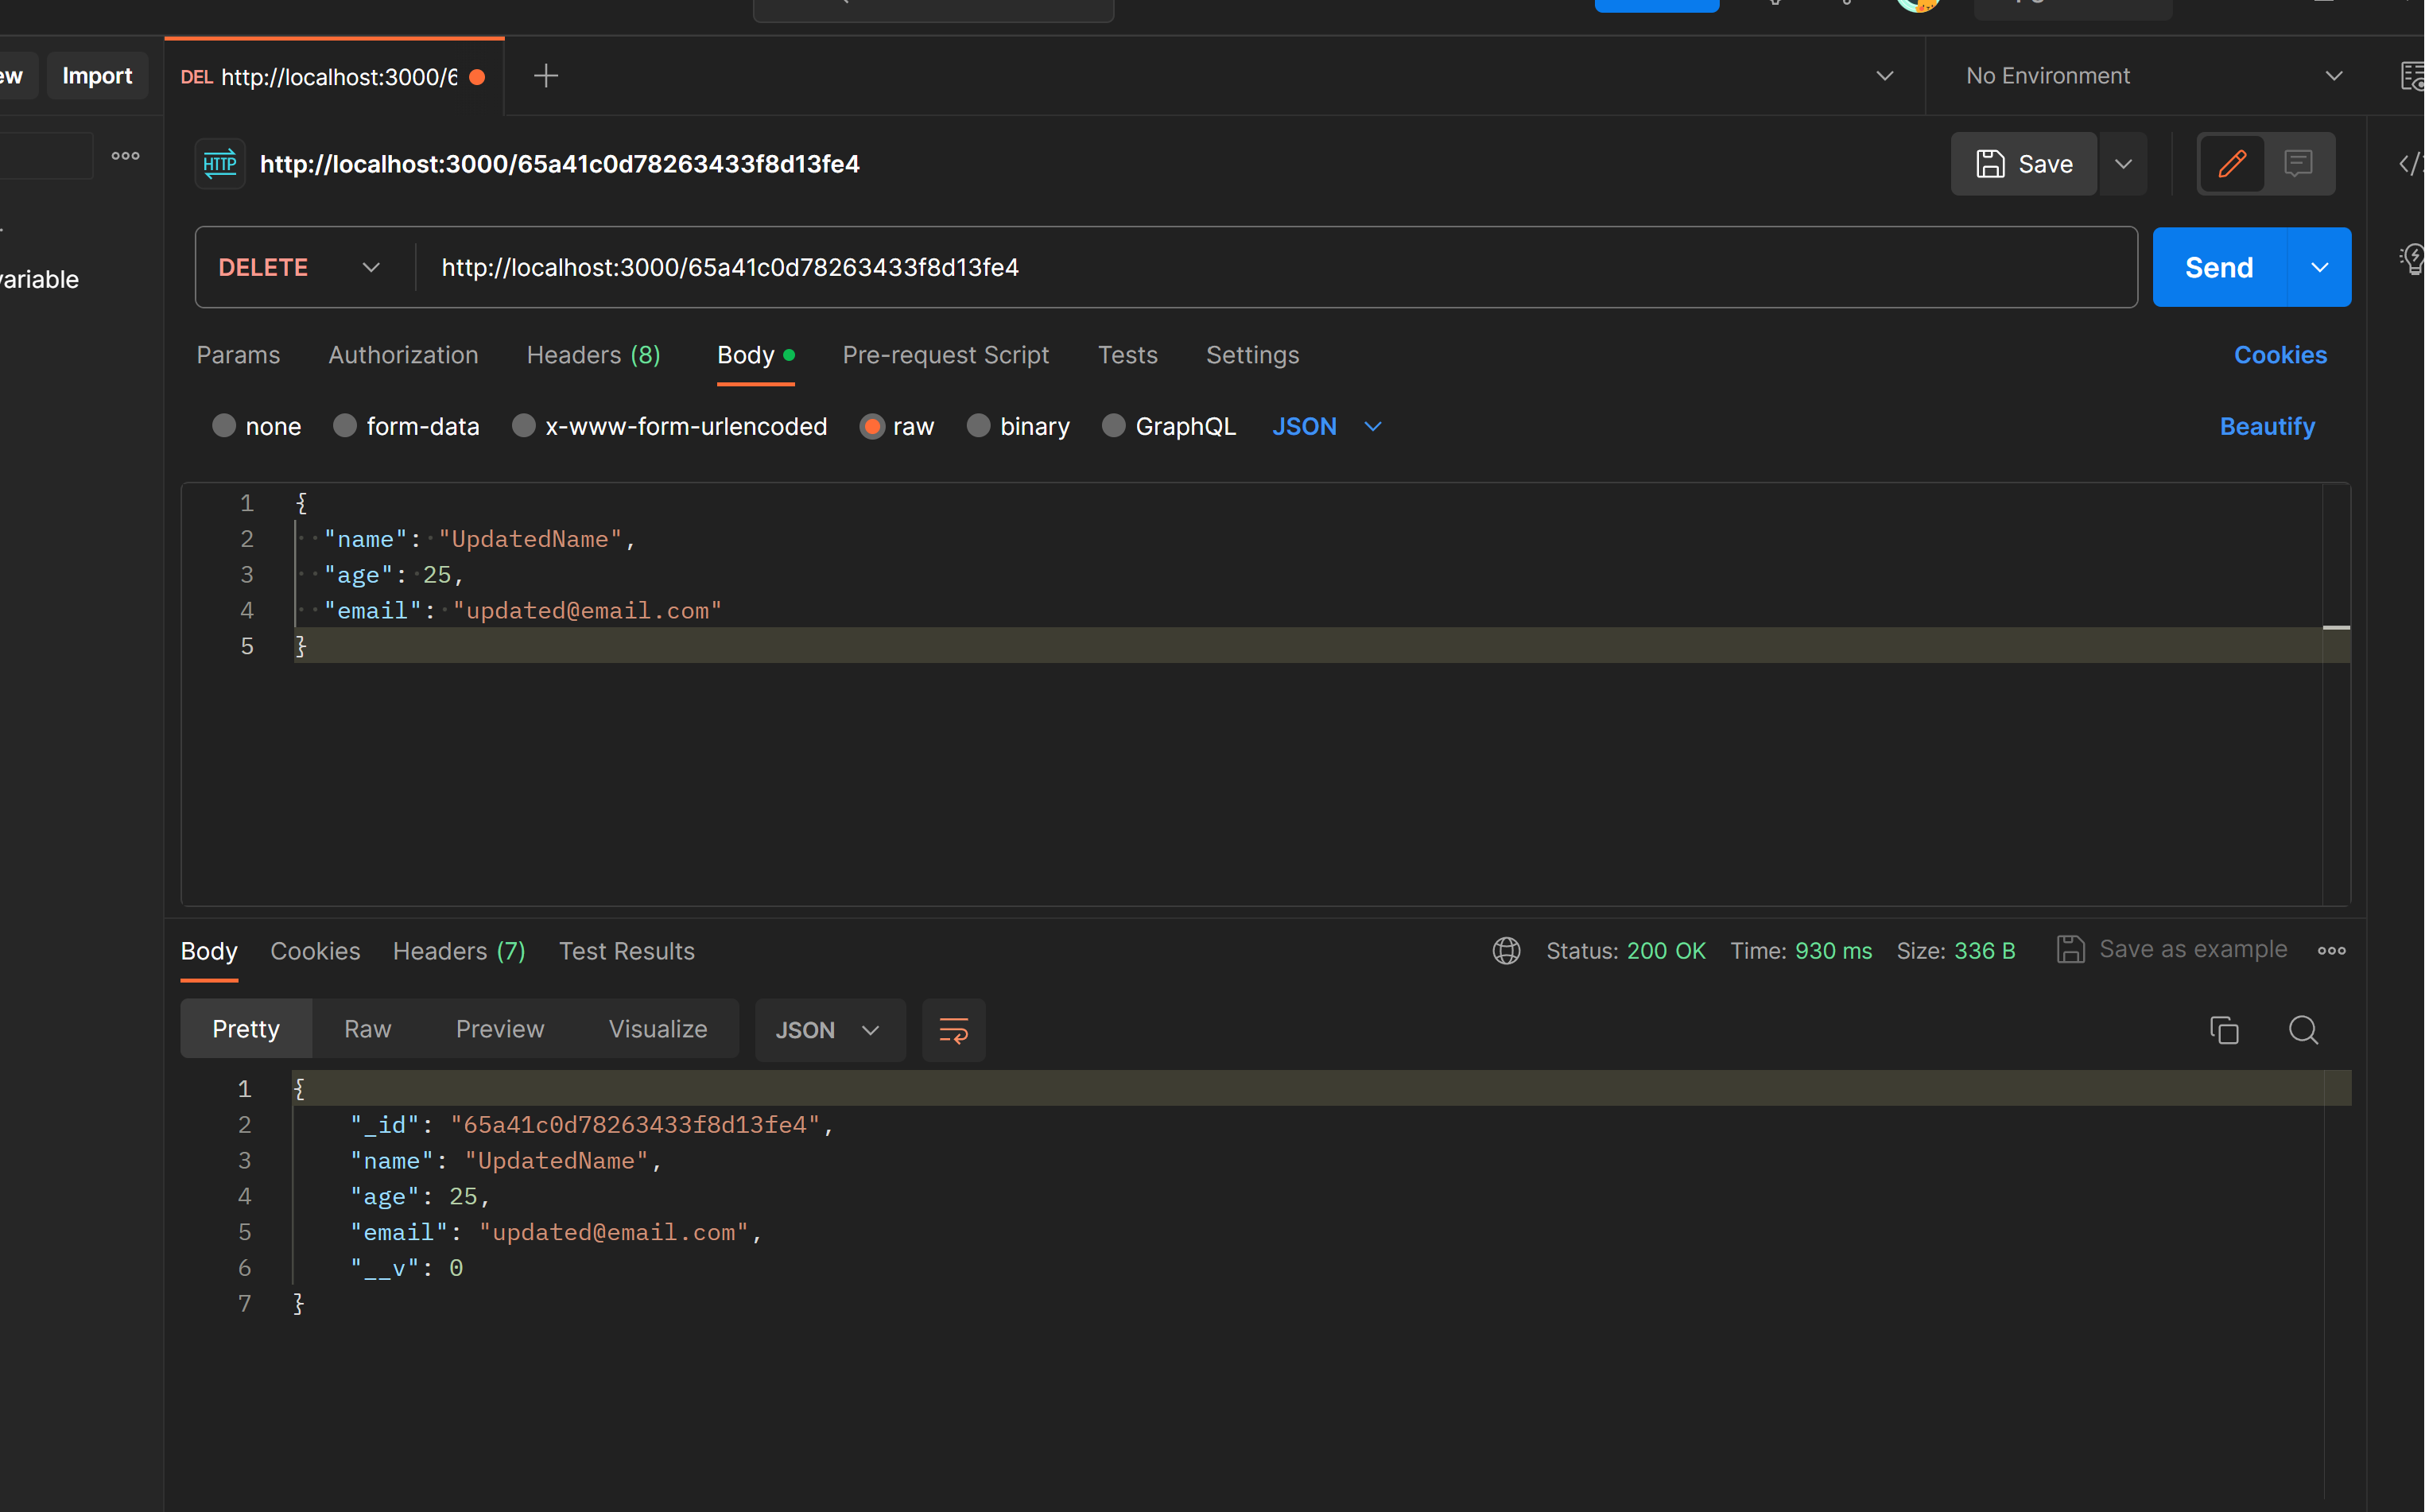 Import
DEL http://localhost:3000/6
No Environment
http://localhost:3000/65a41c0d78263433f8d13fe4
Save
DELETE
http://localhost:3000/65a41c0d78263433f8d13fe4
Send
Params
Authorization
Headers (8)
Body
Pre-request Script
Tests
Settings
Cookies
none
form-data
x-www-form-urlencoded
raw
binary
GraphQL
JSON
Beautify
1 {
2 "name": "UpdatedName",
3 "age": 25,
4 "email": "updated@email.com"
5 }
Body
Cookies
Headers (7)
Test Results
Status: 200 OK
Time: 930 ms
Size: 336 B
Save as example
Pretty
Raw
Preview
Visualize
JSON
1 {
2 "_id": "65a41c0d78263433f8d13fe4",
3 "name": "UpdatedName",
4 "age": 25,
5 "email": "updated@email.com",
6 "__v": 0
7 }